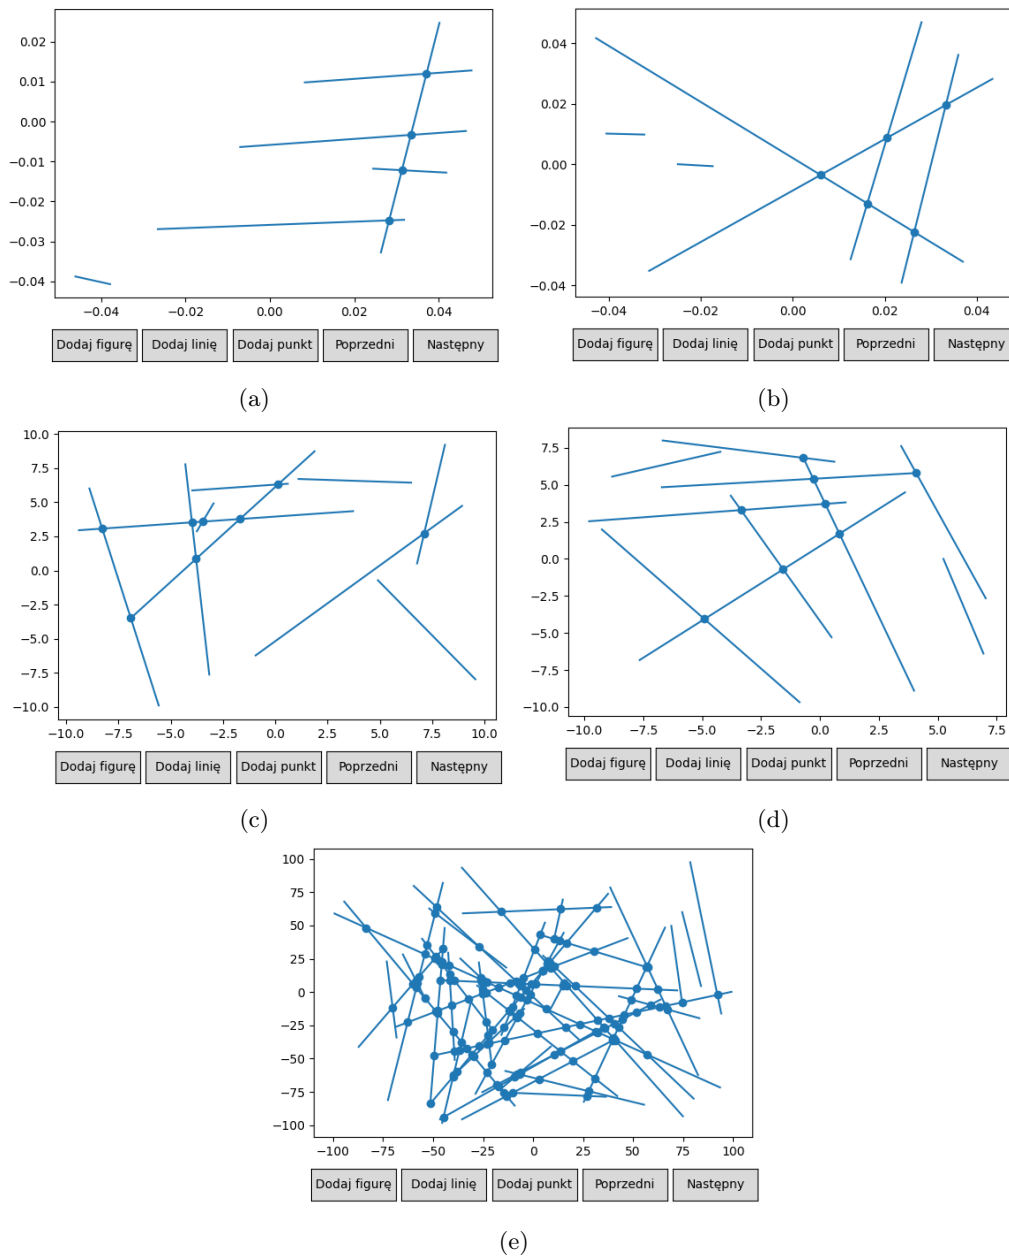 0.02
0.01
0.00
−0.01
−0.02
−0.03
−0.04
−0.04 −0.02 0.00 0.02 0.04
Dodaj figurę Dodaj linię Dodaj punkt Poprzedni Następny
(a)
0.04
0.02
0.00
−0.02
−0.04
−0.04 −0.02 0.00 0.02 0.04
Dodaj figurę Dodaj linię Dodaj punkt Poprzedni Następny
(b)
10.0
7.5
5.0
2.5
0.0
−2.5
−5.0
−7.5
−10.0
−10.0 −7.5 −5.0 −2.5 0.0 2.5 5.0 7.5 10.0
Dodaj figurę Dodaj linię Dodaj punkt Poprzedni Następny
(c)
7.5
5.0
2.5
0.0
−2.5
−5.0
−7.5
−10.0
−10.0 −7.5 −5.0 −2.5 0.0 2.5 5.0 7.5
Dodaj figurę Dodaj linię Dodaj punkt Poprzedni Następny
(d)
100
75
50
25
0
−25
−50
−75
−100
−100 −75 −50 −25 0 25 50 75 100
Dodaj figurę Dodaj linię Dodaj punkt Poprzedni Następny
(e)